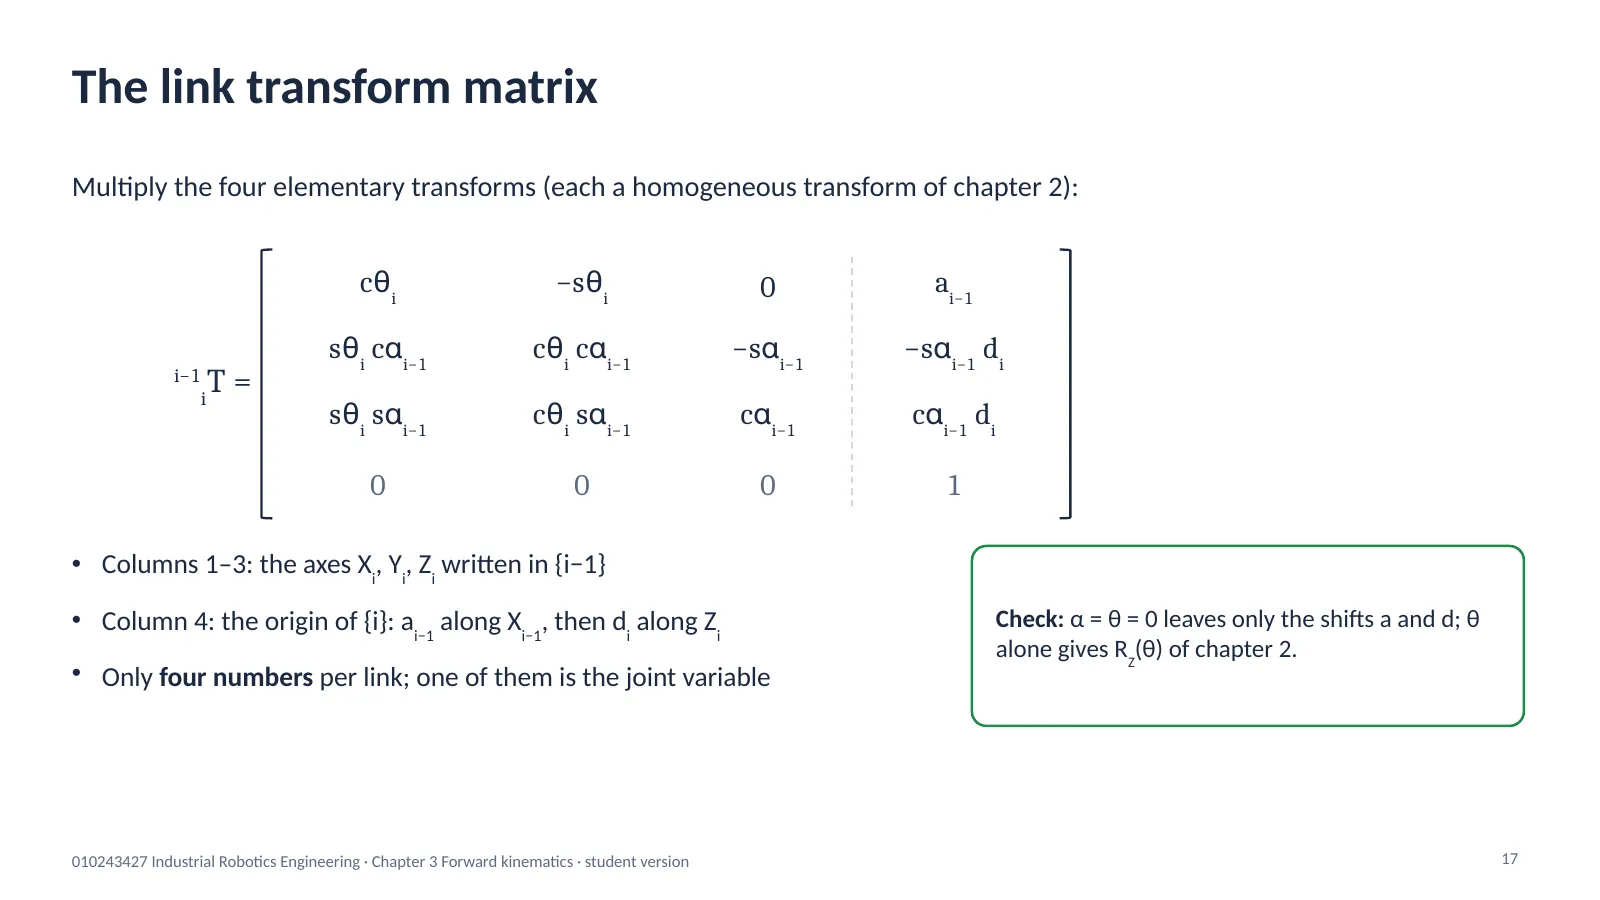 The link transform matrix
Multiply the four elementary transforms (each a homogeneous transform of chapter 2):
cθi −sθi 0 ai−1
sθi cαi−1 cθi cαi−1 −sαi−1 −sαi−1 di
i−1iT =
sθi sαi−1 cθi sαi−1 cαi−1 cαi−1 di
0 0 0 1
• Columns 1–3: the axes Xi, Yi, Zi written in {i−1}
• Column 4: the origin of {i}: ai−1 along Xi−1, then di along Zi
• Only four numbers per link; one of them is the joint variable
Check: α = θ = 0 leaves only the shifts a and d; θ
alone gives RZ(θ) of chapter 2.
010243427 Industrial Robotics Engineering · Chapter 3 Forward kinematics · student version
17